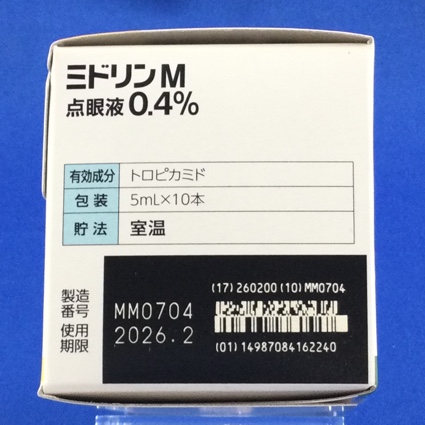 ミドリンM
点眼液0.4%
有効成分 トロピカミド
包装 5mL×10本
貯法 室温
(17)260200(10)MM0704
製造番号 MM0704
使用期限 2026.2
(01)14987084162240